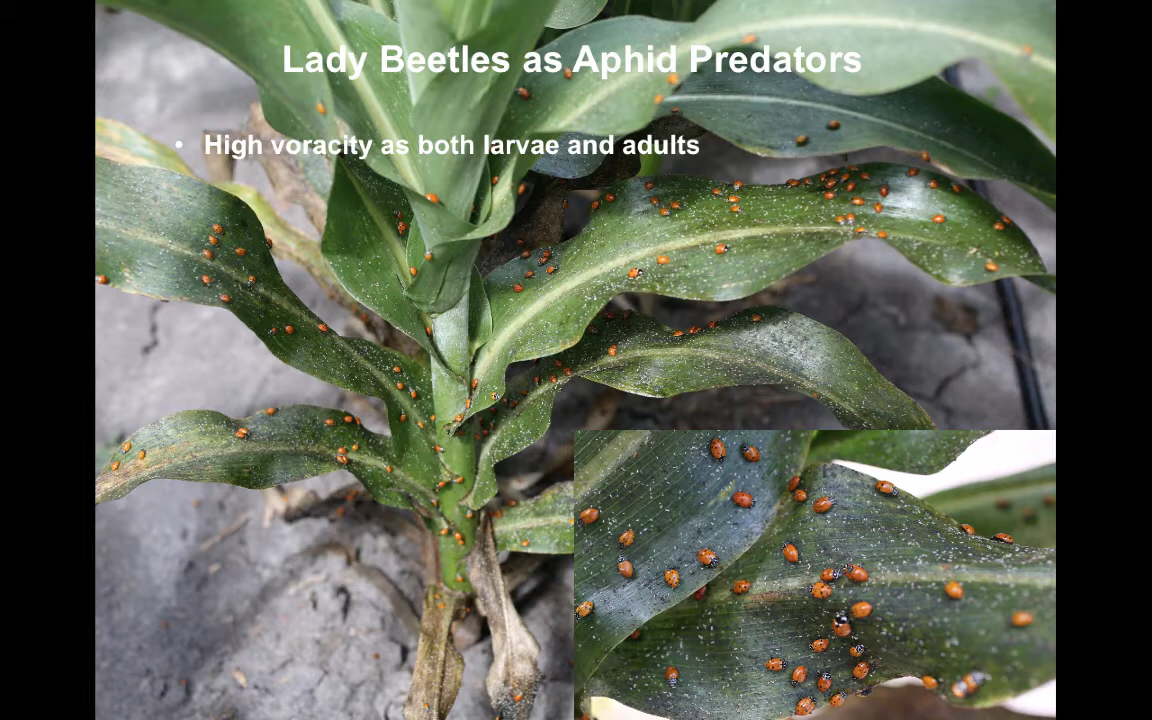 Lady Beetles as Aphid Predators
• High voracity as both larvae and adults